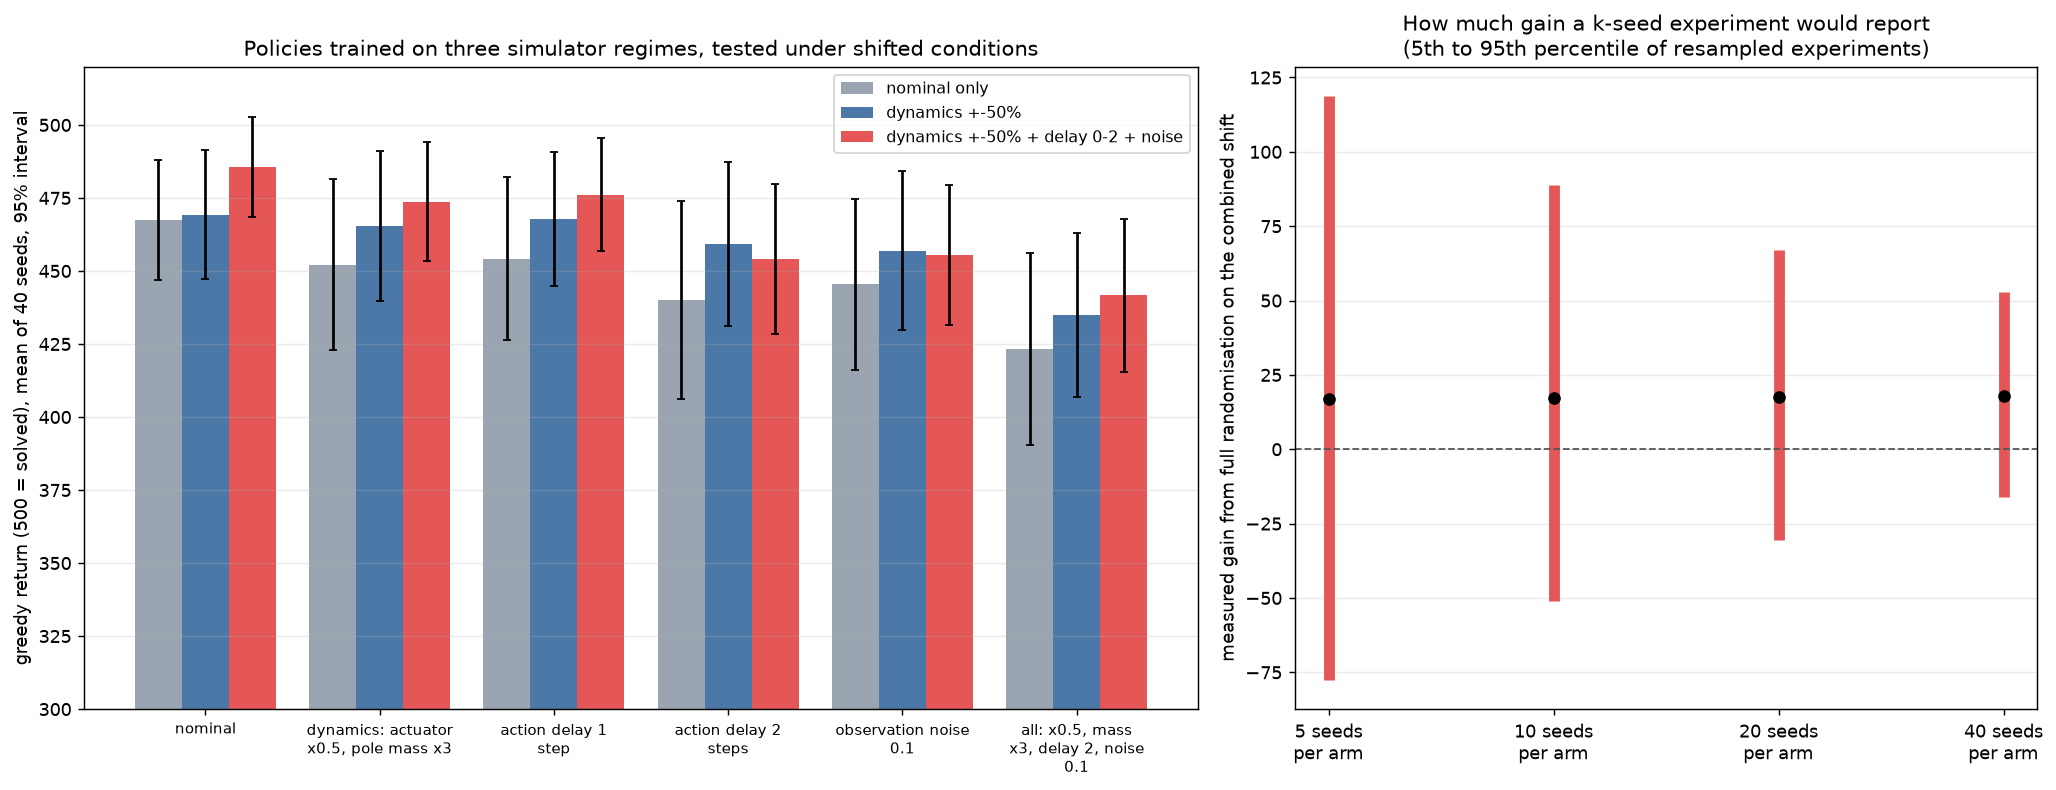 Policies trained on three simulator regimes, tested under shifted conditions
greedy return (500 = solved), mean of 40 seeds, 95% interval
500
475
450
425
400
375
350
325
300
nominal only
dynamics +-50%
dynamics +-50% + delay 0-2 + noise
nominal
dynamics: actuator
x0.5, pole mass x3
action delay 1
step
action delay 2
steps
observation noise
0.1
all: x0.5, mass
x3, delay 2, noise
0.1
How much gain a k-seed experiment would report
(5th to 95th percentile of resampled experiments)
measured gain from full randomisation on the combined shift
125
100
75
50
25
0
−25
−50
−75
5 seeds
per arm
10 seeds
per arm
20 seeds
per arm
40 seeds
per arm